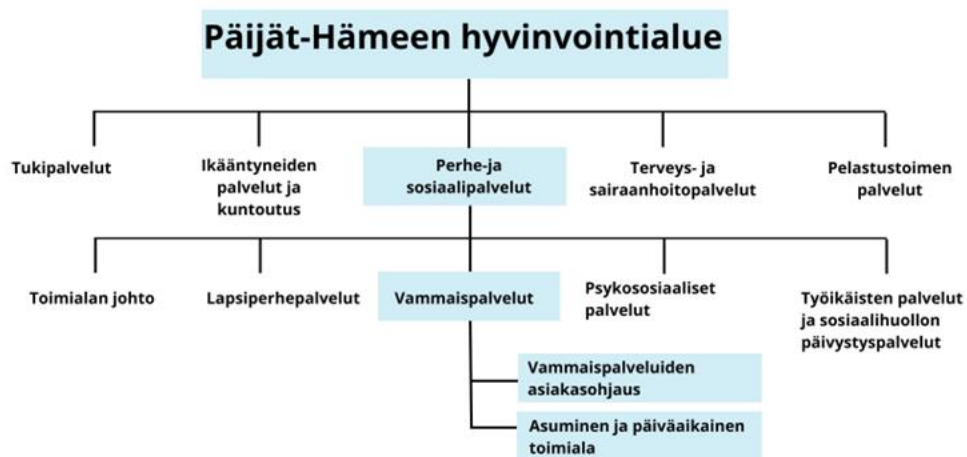 Päijät-Hämeen hyvinvointialue
Tukipalvelut
Ikääntyneiden
palvelut ja
kuntoutus
Perhe-ja
sosiaalipalvelut
Terveys- ja
sairaanhoitopalvelut
Pelastustoimen
palvelut
Toimialan johto
Lapsiperhepalvelut
Vammaispalvelut
Psykososiaaliset
palvelut
Työikäisten palvelut
ja sosiaalihuollon
päivystyspalvelut
Vammaispalveluiden
asiakasohjaus
Asuminen ja päiväaikainen
toimiala